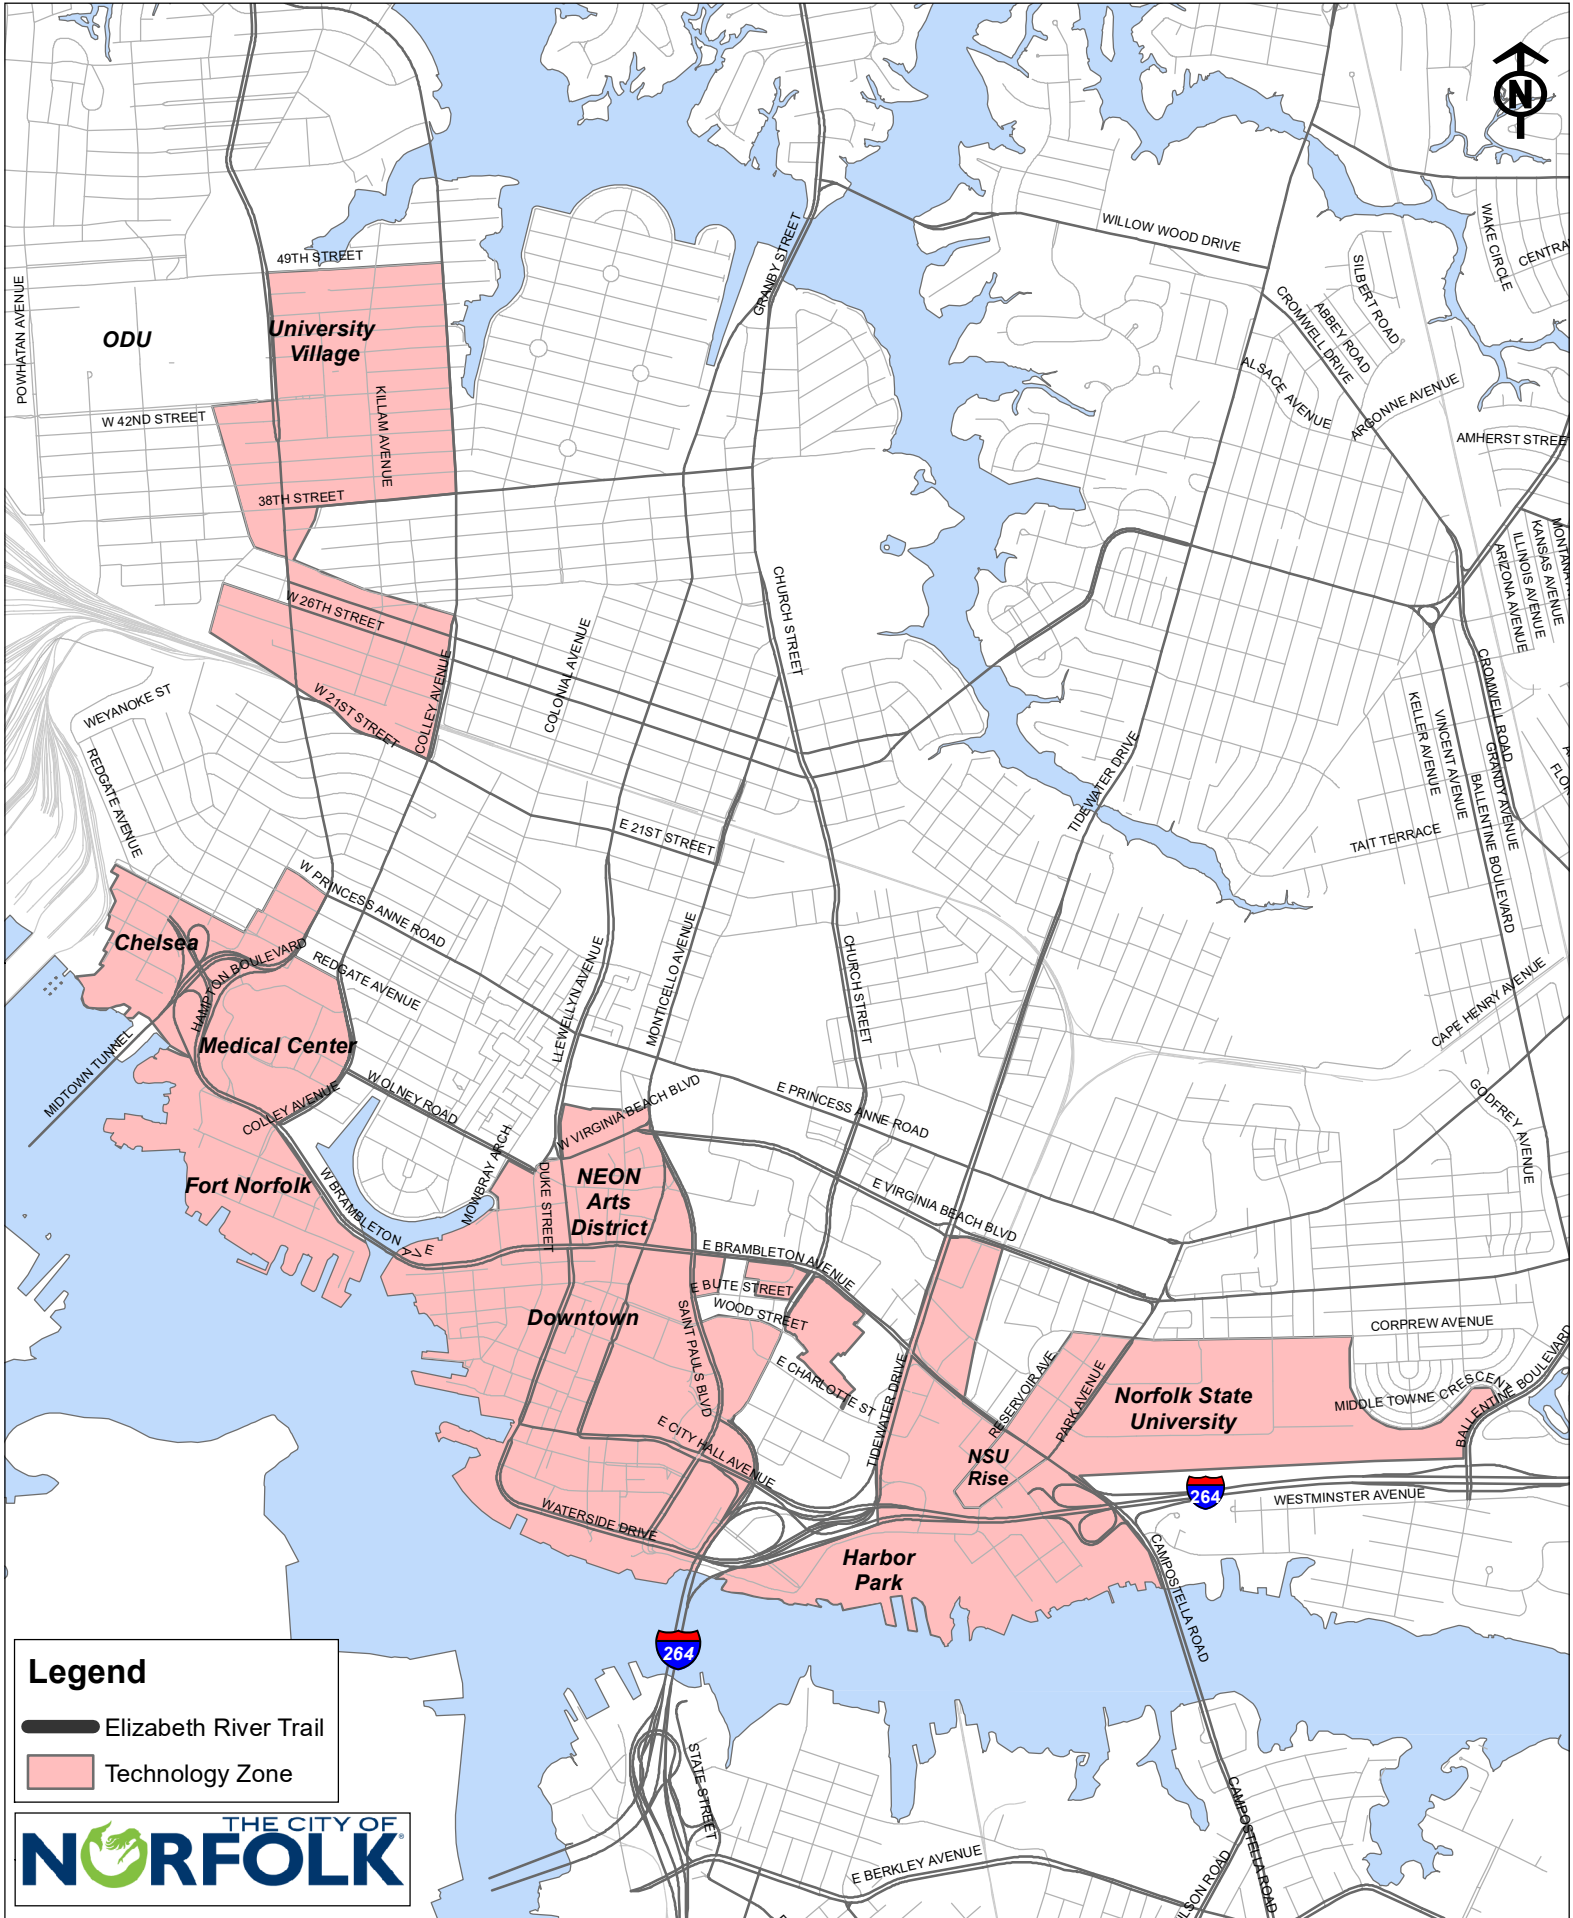 N
49TH STREET
GRANBY STREET
WILLOW WOOD DRIVE
WAKE CIRCLE
SILBERT ROAD
POWHATAN AVENUE
ODU
University
Village
CROMWELL DRIVE
ABBEY ROAD
ALSACE AVENUE
ARGONNE AVENUE
KILLAM AVENUE
W 42ND STREET
38TH STREET
KANSAS AVENUE
ILLINOIS AVENUE
ARIZONA AVENUE
W 26TH STREET
CHURCH STREET
COLONIAL AVENUE
COLLEY AVENUE
W 21ST STREET
WEYANOKE ST
REDGATE AVENUE
CROMWELL ROAD
GRANDY AVENUE
KELLER AVENUE
VINCENT AVENUE
BALLENTINE BOULEVARD
TIDEWATER DRIVE
TAIT TERRACE
E 21ST STREET
W PRINCESS ANNE ROAD
MONTICELLO AVENUE
LLEWELLYN AVENUE
CHURCH STREET
Chelsea
HAMPTON BOULEVARD
REDGATE AVENUE
CAPE HENRY AVENUE
MIDTOWN TUNNEL
Medical Center
W OLNEY ROAD
COLLEY AVENUE
E PRINCESS ANNE ROAD
GODFREY AVENUE
W VIRGINIA BEACH BLVD
MOWBRAY ARCH
DUKE STREET
Fort Norfolk
W BRAMBLETON AVE
NEON
Arts
District
E VIRGINIA BEACH BLVD
E BRAMBLETON AVENUE
E BUTE STREET
WOOD STREET
Downtown
SAINT PAULS BLVD
E CHARLOTTE ST
TIDEWATER DRIVE
RESERVOIR AVE
PARK AVENUE
CORPREW AVENUE
Norfolk State
University
MIDDLE TOWNE CRESCENT
BALLENTINE BOULEVARD
E CITY HALL AVENUE
NSU
Rise
264
WESTMINSTER AVENUE
WATERSIDE DRIVE
Harbor
Park
CAMPOSTELLA ROAD
264
STATE STREET
CAMPOSTELLA ROAD
E BERKLEY AVENUE
Legend
Elizabeth River Trail
Technology Zone
THE CITY OF
NORFOLK